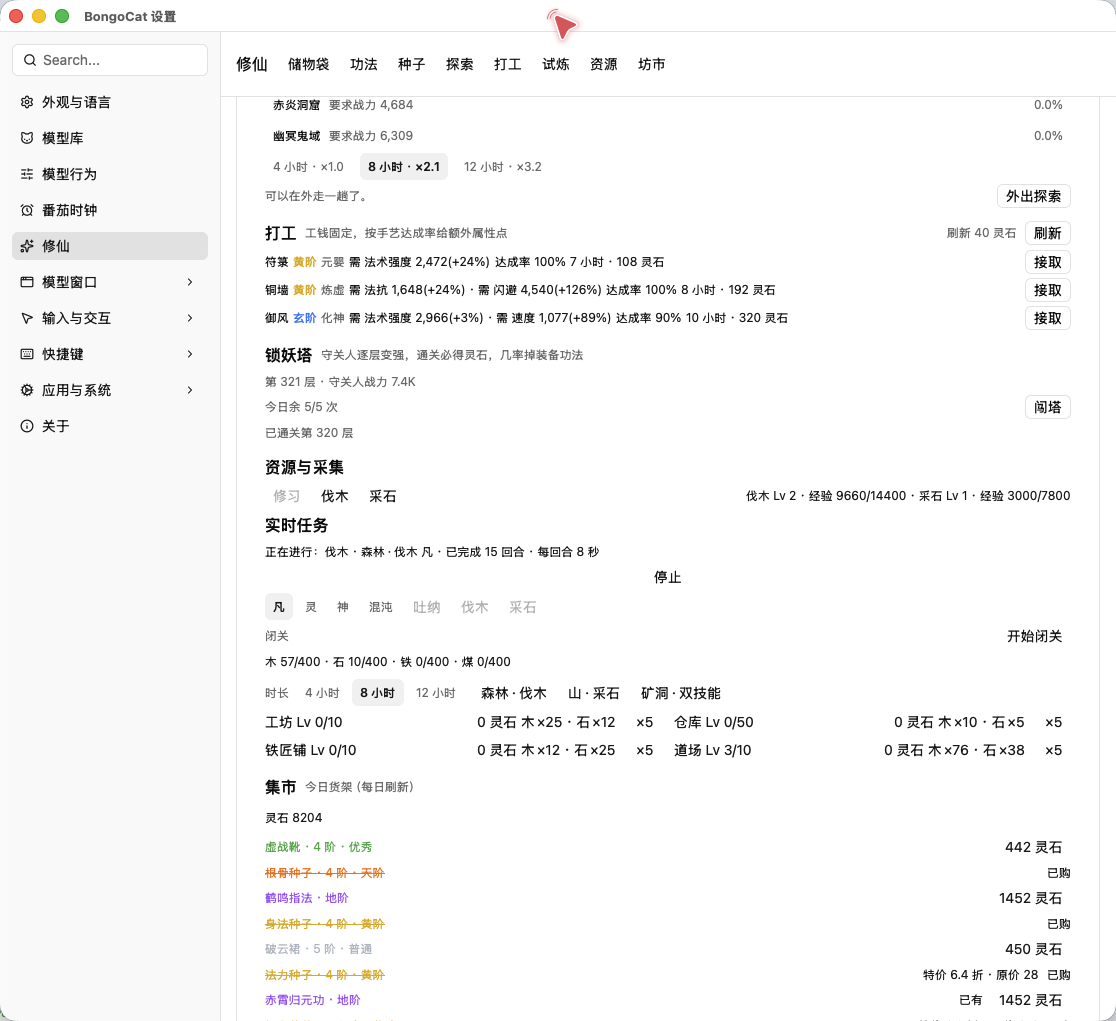 BongoCat 设置
Search...
外观与语言
模型库
模型行为
番茄时钟
修仙
模型窗口
输入与交互
快捷键
应用与系统
关于
修仙 储物袋 功法 种子 探索 打工 试炼 资源 坊市
赤炎洞窟 要求战力 4,684 0.0%
幽冥鬼域 要求战力 6,309 0.0%
4 小时 · ×1.0 8 小时 · ×2.1 12 小时 · ×3.2
可以在外走一趟了。 外出探索
打工 工钱固定，按手艺达成率给额外属性点 刷新 40 灵石 刷新
符箓 黄阶 元婴 需 法术强度 2,472(+24%) 达成率 100% 7 小时 · 108 灵石 接取
铜墙 黄阶 炼虚 需 法抗 1,648(+24%) · 需 闪避 4,540(+126%) 达成率 100% 8 小时 · 192 灵石 接取
御风 玄阶 化神 需 法术强度 2,966(+3%) · 需 速度 1,077(+89%) 达成率 90% 10 小时 · 320 灵石 接取
锁妖塔 守关人逐层变强，通关必得灵石，几率掉装备功法
第 321 层 · 守关人战力 7.4K
今日余 5/5 次 闯塔
已通关第 320 层
资源与采集
修习 伐木 采石 伐木 Lv 2 · 经验 9660/14400 · 采石 Lv 1 · 经验 3000/7800
实时任务
正在进行：伐木 · 森林 · 伐木 凡 · 已完成 15 回合 · 每回合 8 秒
停止
凡 灵 神 混沌 吐纳 伐木 采石
闭关 开始闭关
木 57/400 · 石 10/400 · 铁 0/400 · 煤 0/400
时长 4 小时 8 小时 12 小时 森林 · 伐木 山 · 采石 矿洞 · 双技能
工坊 Lv 0/10 0 灵石 木×25 · 石×12 ×5 仓库 Lv 0/50 0 灵石 木×10 · 石×5 ×5
铁匠铺 Lv 0/10 0 灵石 木×12 · 石×25 ×5 道场 Lv 3/10 0 灵石 木×76 · 石×38 ×5
集市 今日货架 (每日刷新)
灵石 8204
虚战靴 · 4 阶 · 优秀 442 灵石
根骨种子 · 4 阶 · 天阶 已购
鹤鸣指法 · 地阶 1452 灵石
身法种子 · 4 阶 · 黄阶 已购
破云裙 · 5 阶 · 普通 450 灵石
法力种子 · 4 阶 · 黄阶 特价 6.4 折 · 原价 28 已购
赤霄归元功 · 地阶 已有 1452 灵石